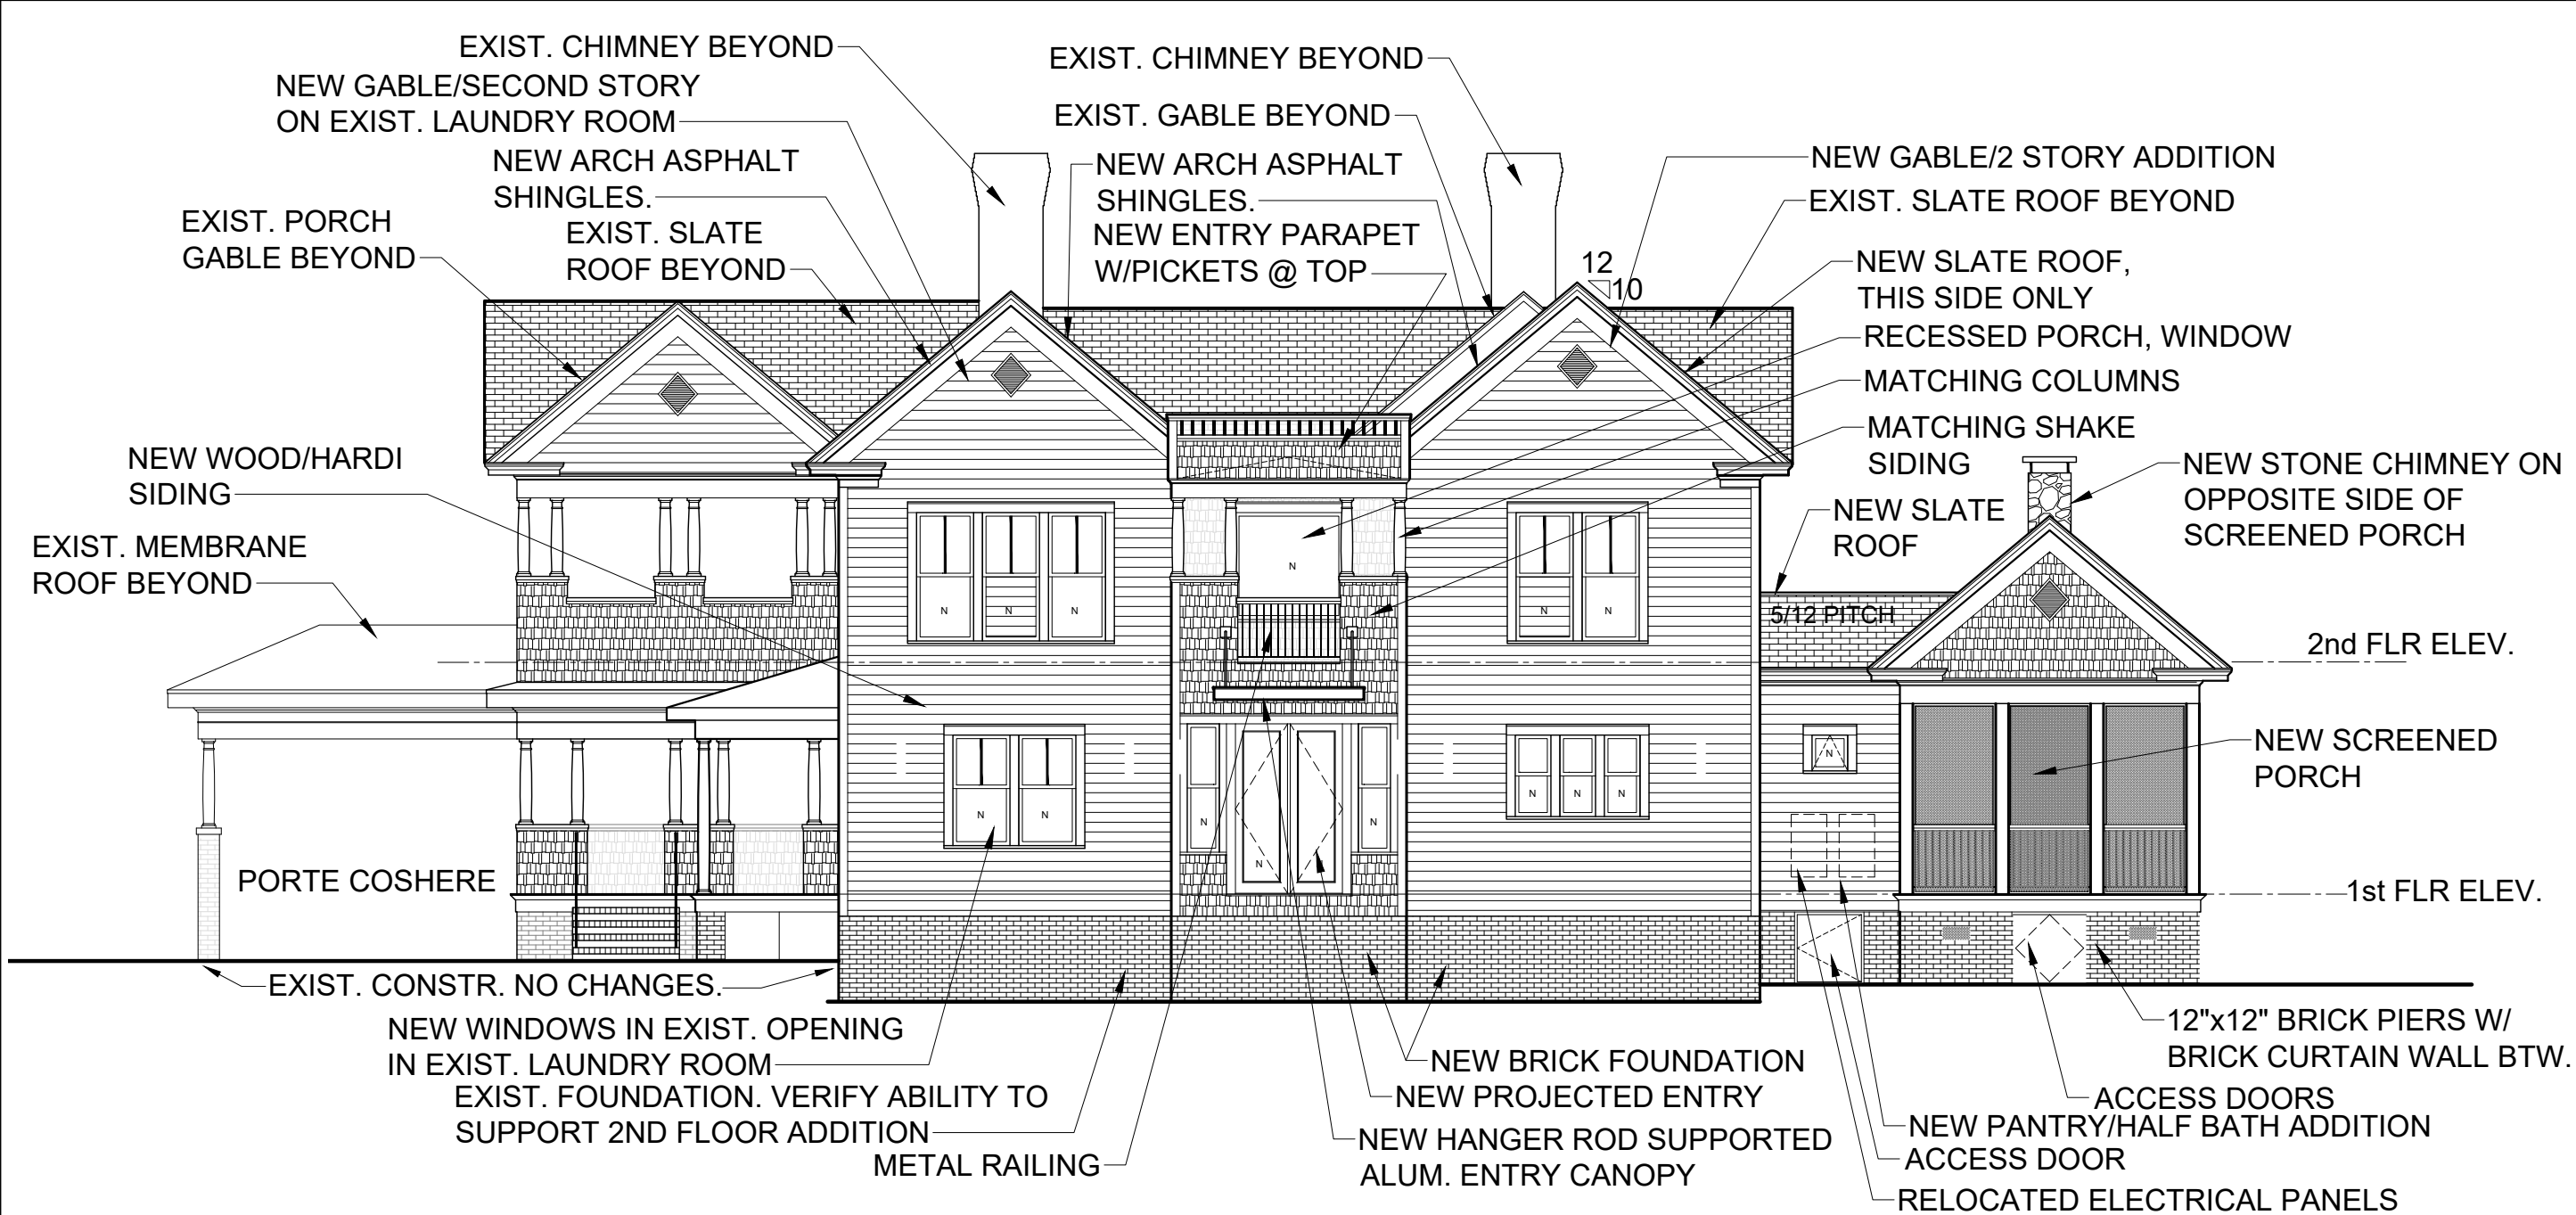 EXIST. CHIMNEY BEYOND
NEW GABLE/SECOND STORY
ON EXIST. LAUNDRY ROOM
NEW ARCH ASPHALT
SHINGLES.
EXIST. PORCH
GABLE BEYOND
EXIST. SLATE
ROOF BEYOND
EXIST. CHIMNEY BEYOND
EXIST. GABLE BEYOND
NEW ARCH ASPHALT
SHINGLES.
NEW ENTRY PARAPET
W/PICKETS @ TOP
12
10
NEW GABLE/2 STORY ADDITION
EXIST. SLATE ROOF BEYOND
NEW SLATE ROOF,
THIS SIDE ONLY
RECESSED PORCH, WINDOW
MATCHING COLUMNS
MATCHING SHAKE
SIDING
NEW STONE CHIMNEY ON
OPPOSITE SIDE OF
SCREENED PORCH
NEW SLATE
ROOF
NEW WOOD/HARDI
SIDING
EXIST. MEMBRANE
ROOF BEYOND
N
N
N
N
N
N
5/12 PITCH
2nd FLR ELEV.
NEW SCREENED
PORCH
N
N
N
N
N
N
N
N
N
PORTE COSHERE
1st FLR ELEV.
EXIST. CONSTR. NO CHANGES.
NEW WINDOWS IN EXIST. OPENING
IN EXIST. LAUNDRY ROOM
EXIST. FOUNDATION. VERIFY ABILITY TO
SUPPORT 2ND FLOOR ADDITION
METAL RAILING
NEW BRICK FOUNDATION
NEW PROJECTED ENTRY
NEW HANGER ROD SUPPORTED
ALUM. ENTRY CANOPY
12"x12" BRICK PIERS W/
BRICK CURTAIN WALL BTW.
ACCESS DOORS
NEW PANTRY/HALF BATH ADDITION
ACCESS DOOR
RELOCATED ELECTRICAL PANELS